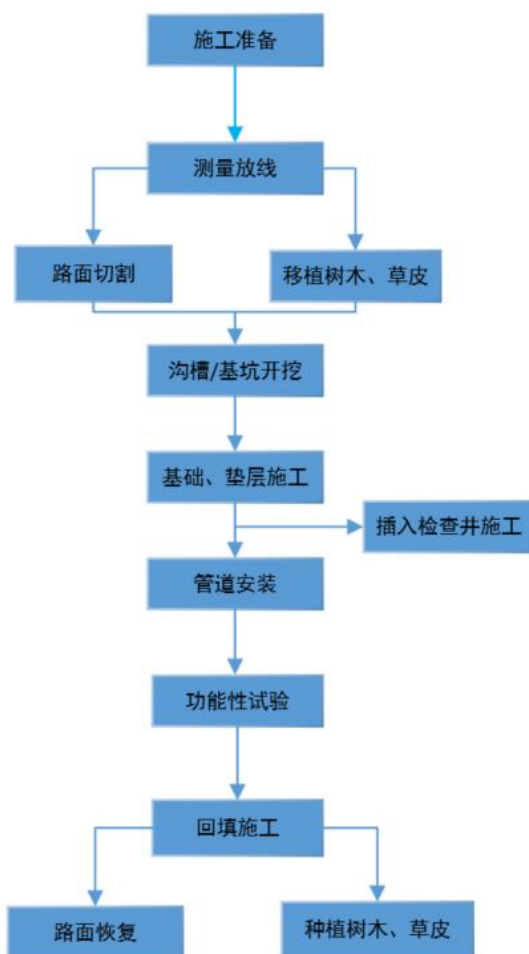 施工准备
测量放线
路面切割
移植树木、草皮
沟槽/基坑开挖
基础、垫层施工
插入检查井施工
管道安装
功能性试验
回填施工
路面恢复
种植树木、草皮